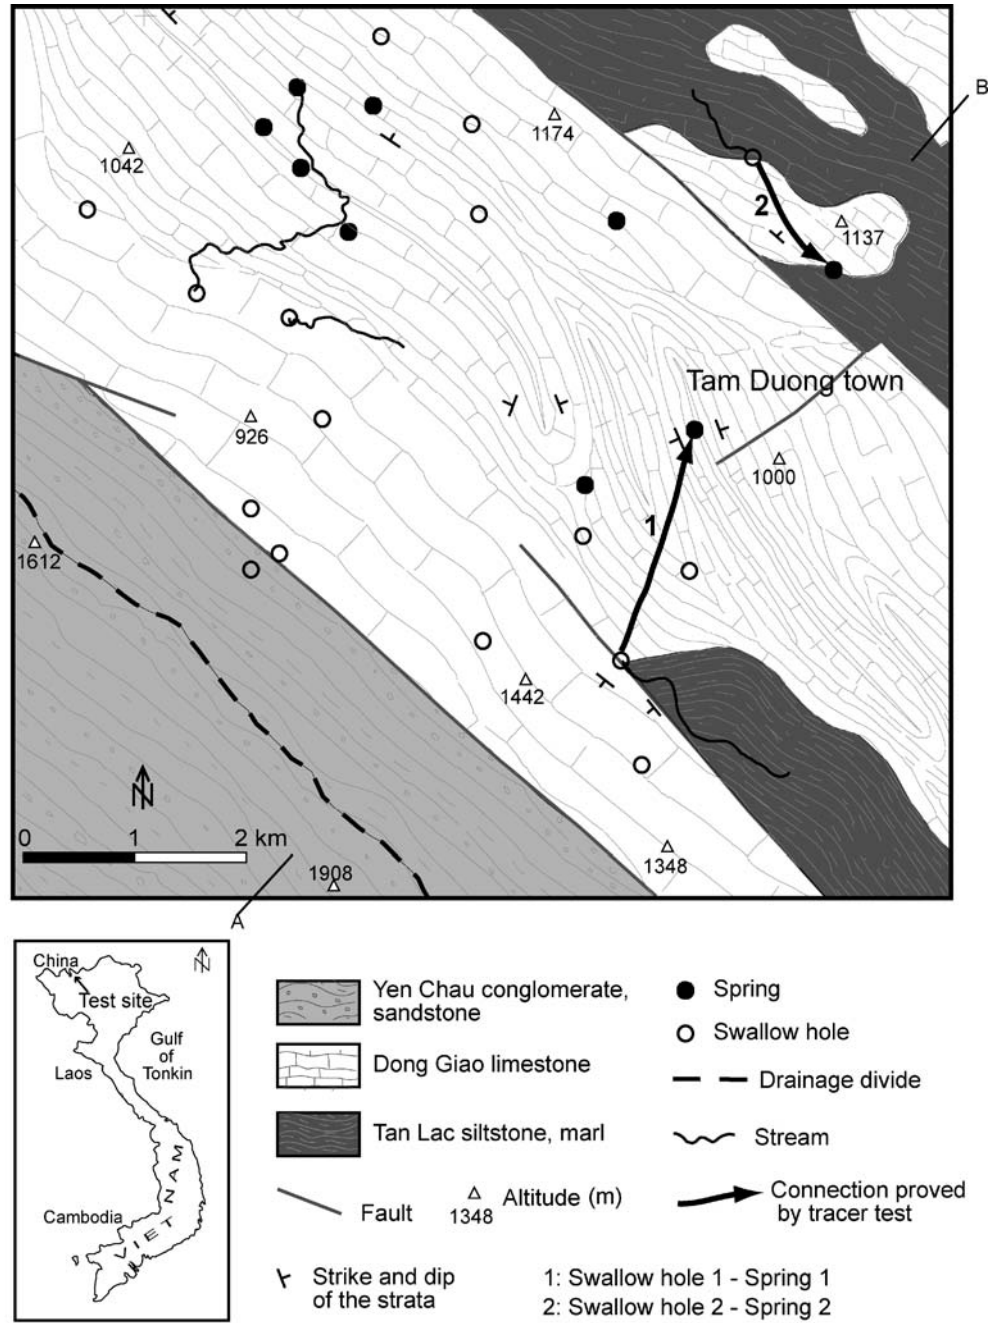 B
1174
1042
2
1137
Tam Duong town
926
1000
1
1612
1442
N
0 1 2 km
1348
1908
A
China
N
Test site
Gulf
of
Tonkin
Laos
VIET NAM
Cambodia
Yen Chau conglomerate,
sandstone
Dong Giao limestone
Tan Lac siltstone, marl
Fault
1348
Altitude (m)
Strike and dip
of the strata
Spring
Swallow hole
Drainage divide
Stream
Connection proved
by tracer test
1: Swallow hole 1 - Spring 1
2: Swallow hole 2 - Spring 2